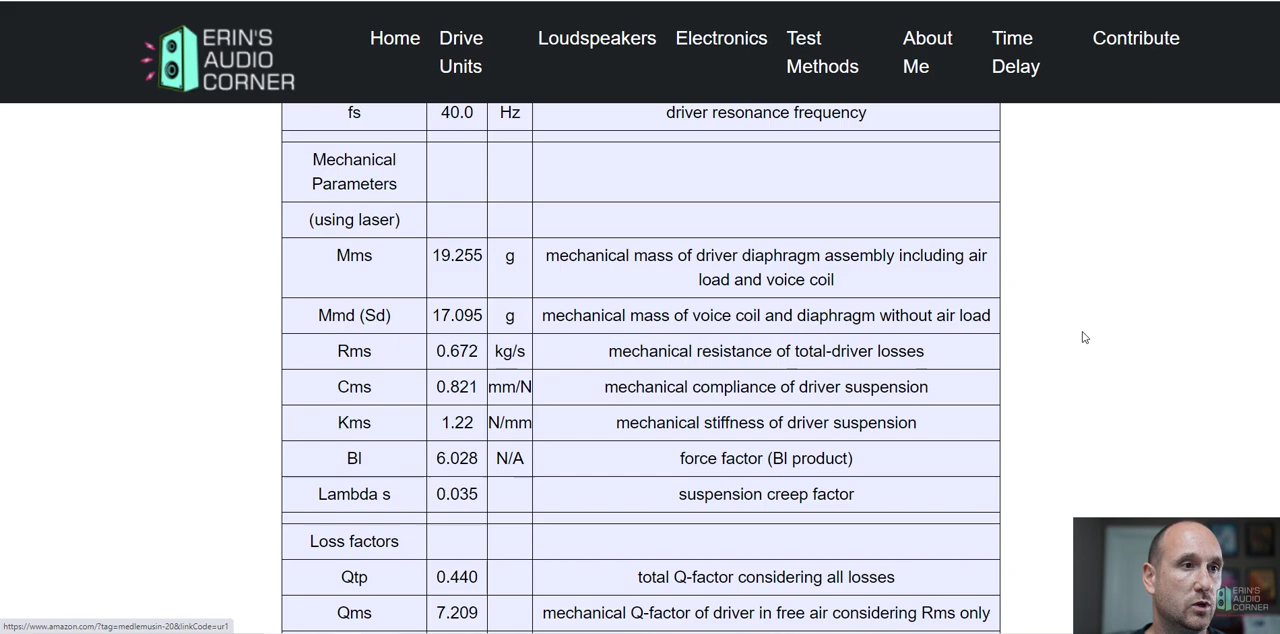 ERIN'S
AUDIO
CORNER
Home
Drive
Units
Loudspeakers
Electronics
Test
Methods
About
Me
Time
Delay
Contribute
fs 40.0 Hz driver resonance frequency
Mechanical
Parameters
(using laser)
Mms 19.255 g mechanical mass of driver diaphragm assembly including air
load and voice coil
Mmd (Sd) 17.095 g mechanical mass of voice coil and diaphragm without air load
Rms 0.672 kg/s mechanical resistance of total-driver losses
Cms 0.821 mm/N mechanical compliance of driver suspension
Kms 1.22 N/mm mechanical stiffness of driver suspension
Bl 6.028 N/A force factor (Bl product)
Lambda s 0.035 suspension creep factor
Loss factors
Qtp 0.440 total Q-factor considering all losses
Qms 7.209 mechanical Q-factor of driver in free air considering Rms only
https://www.amazon.com/?tag=medlemusin-20&linkCode=ur1
ERIN'S
AUDIO
CORNER